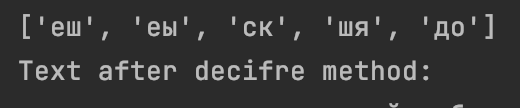 ['еш', 'еы', 'ск', 'шя', 'до']
Text after decifre method: